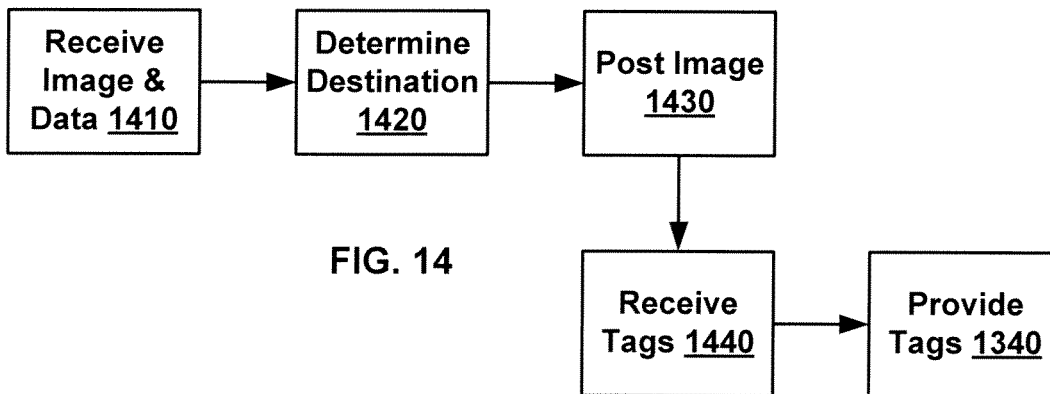 Receive
Image &
Data 1410
Determine
Destination
1420
Post Image
1430
FIG. 14
Receive
Tags 1440
Provide
Tags 1340